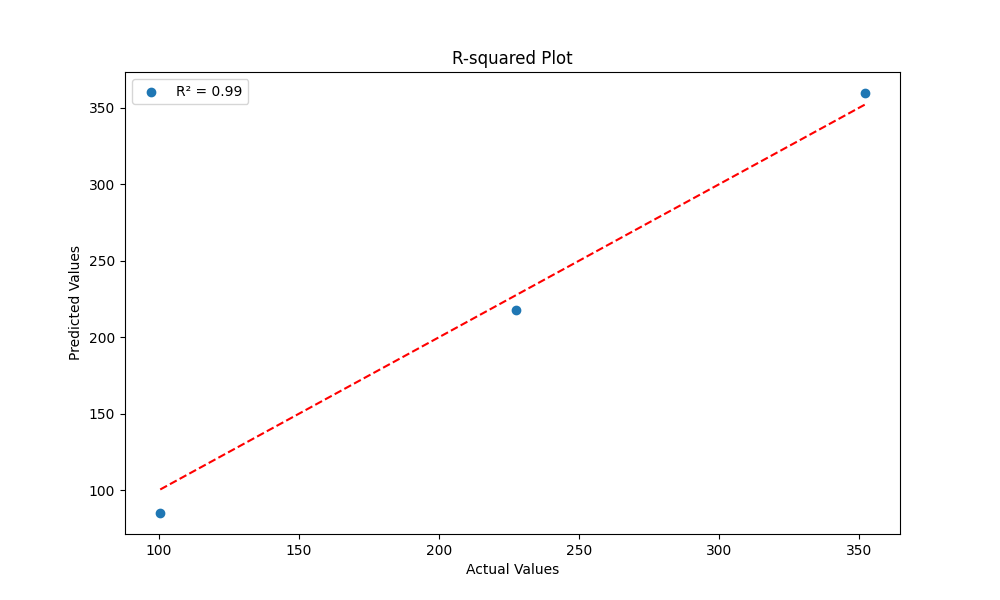 R-squared Plot
R² = 0.99
350
300
250
200
150
100
Predicted Values
100 150 200 250 300 350
Actual Values